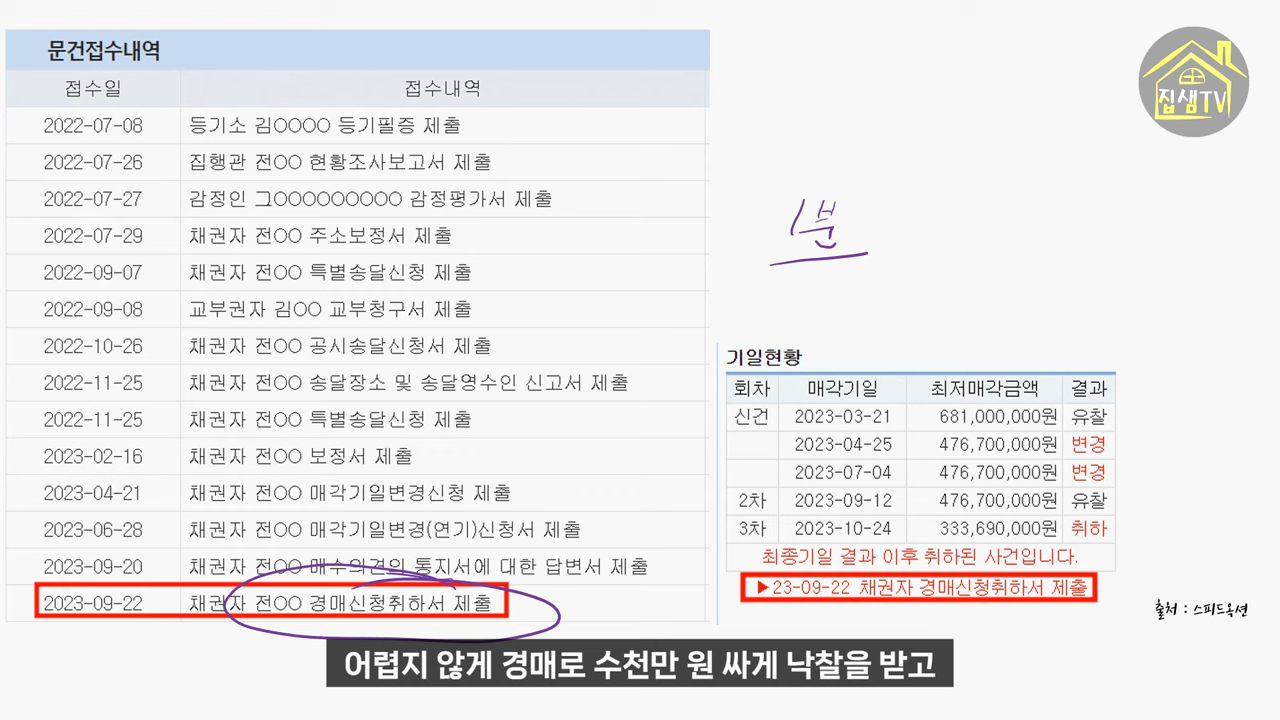 문건접수내역
접수일 접수내역
2022-07-08 등기소 김OOOO 등기필증 제출
2022-07-26 집행관 전OO 현황조사보고서 제출
2022-07-27 감정인 그OOOOOOOOO 감정평가서 제출
2022-07-29 채권자 전OO 주소보정서 제출
2022-09-07 채권자 전OO 특별송달신청 제출
2022-09-08 교부권자 김OO 교부청구서 제출
2022-10-26 채권자 전OO 공시송달신청서 제출
2022-11-25 채권자 전OO 송달장소 및 송달영수인 신고서 제출
2022-11-25 채권자 전OO 특별송달신청 제출
2023-02-16 채권자 전OO 보정서 제출
2023-04-21 채권자 전OO 매각기일변경신청 제출
2023-06-28 채권자 전OO 매각기일변경(연기)신청서 제출
2023-09-20 채권자 전OO 매수의견의 통지서에 대한 답변서 제출
2023-09-22 채권자 전OO 경매신청취하서 제출
집샘TV
1분
기일현황
회차 매각기일 최저매각금액 결과
신건 2023-03-21 681,000,000원 유찰
2023-04-25 476,700,000원 변경
2023-07-04 476,700,000원 변경
2차 2023-09-12 476,700,000원 유찰
3차 2023-10-24 333,690,000원 취하
최종기일 결과 이후 취하된 사건입니다.
▶23-09-22 채권자 경매신청취하서 제출
출처 : 스피드옥션
어렵지 않게 경매로 수천만 원 싸게 낙찰을 받고